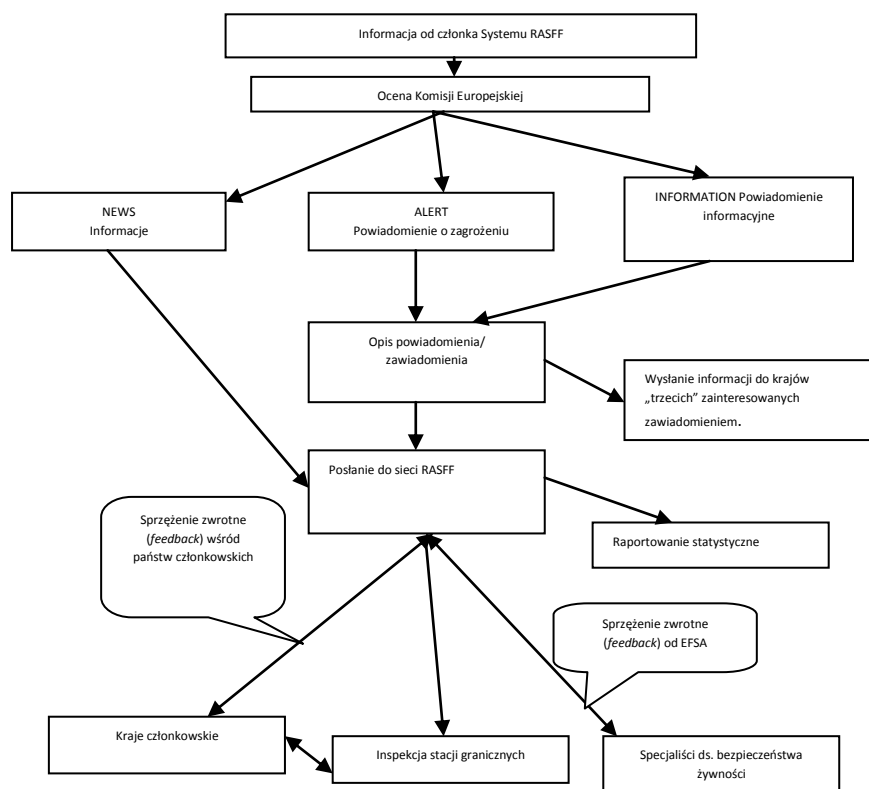 Informacja od członka Systemu RASFF
Ocena Komisji Europejskiej
NEWS
Informacje
ALERT
Powiadomienie o zagrożeniu
INFORMATION Powiadomienie
informacyjne
Opis powiadomienia/
zawiadomienia
Wysłanie informacji do krajów
„trzecich” zainteresowanych
zawiadomieniem.
Posłanie do sieci RASFF
Sprzężenie zwrotne
(feedback) wśród
państw członkowskich
Raportowanie statystyczne
Sprzężenie zwrotne
(feedback) od EFSA
Kraje członkowskie
Inspekcja stacji granicznych
Specjaliści ds. bezpieczeństwa
żywności